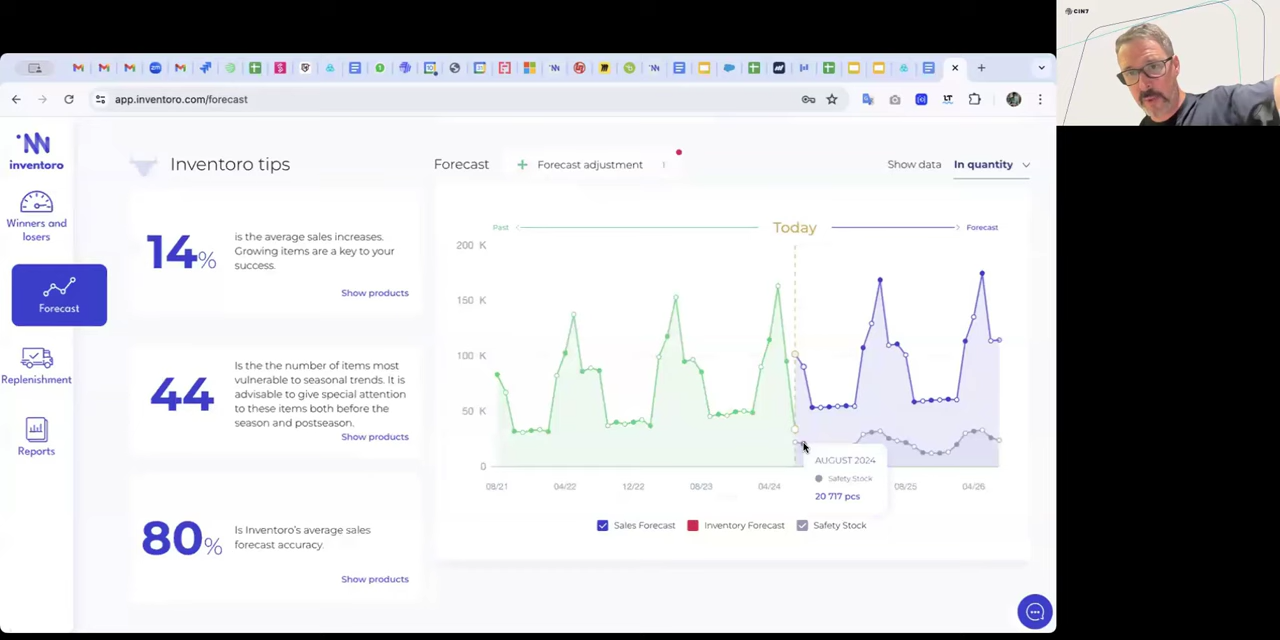 CIN7
app.inventoro.com/forecast
inventoro
Winners and
losers
Forecast
Replenishment
Reports
Inventoro tips
14%
is the average sales increases.
Growing items are a key to your
success.
Show products
44
Is the the number of items most
vulnerable to seasonal trends. It is
advisable to give special attention
to these items both before the
season and postseason.
Show products
80%
Is Inventoro's average sales
forecast accuracy.
Show products
Forecast
+ Forecast adjustment
Show data In quantity
Past
Today
Forecast
200 K
150 K
100 K
50 K
0
08/21 04/22 12/22 08/23 04/24 08/25 04/26
AUGUST 2024
Safety Stock
20 717 pcs
Sales Forecast Inventory Forecast Safety Stock